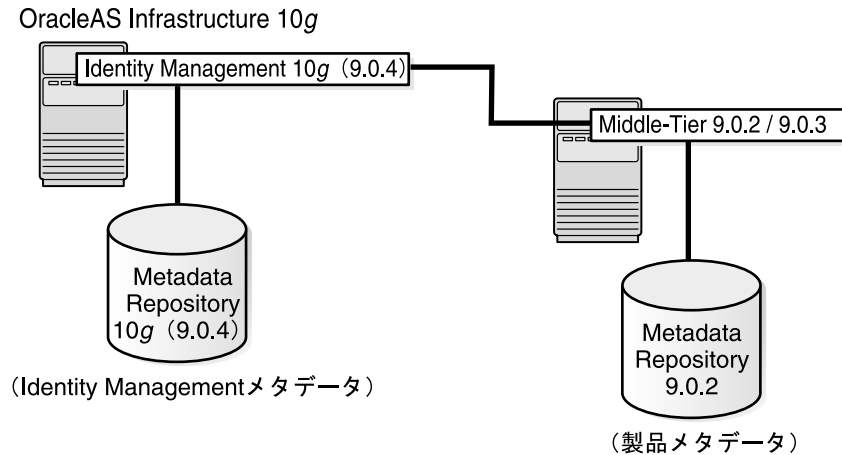 OracleAS Infrastructure 10g
Identity Management 10g（9.0.4）
Middle-Tier 9.0.2 / 9.0.3
Metadata
Repository
10g（9.0.4）
（Identity Managementメタデータ）
Metadata
Repository
9.0.2
（製品メタデータ）